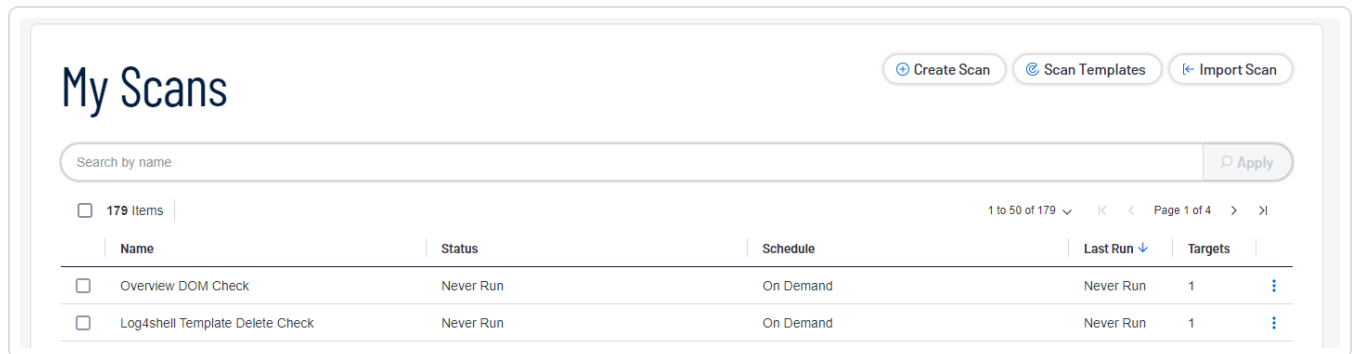 My Scans
Create Scan
Scan Templates
Import Scan
Search by name
Apply
179 Items
1 to 50 of 179
Page 1 of 4
Name Status Schedule Last Run Targets
Overview DOM Check Never Run On Demand Never Run 1
Log4shell Template Delete Check Never Run On Demand Never Run 1